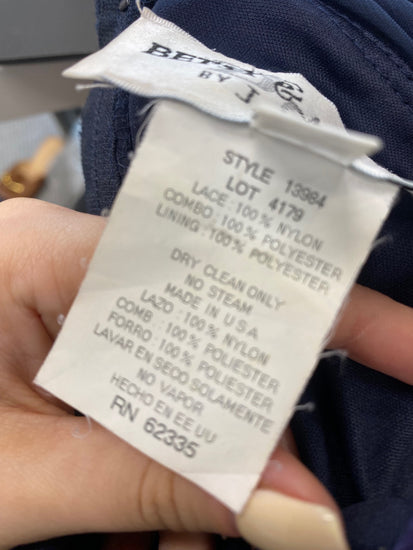 BY
STYLE 13984
LOT 4179
LACE: 100% NYLON
COMBO: 100% POLYESTER
LINING: 100% POLYESTER
DRY CLEAN ONLY
NO STEAM
MADE IN U.S.A.
LAZO: 100% NYLON
COMB: 100% POLIESTER
FORRO: 100% POLIESTER
LAVAR EN SECO SOLAMENTE
NO VAPOR
HECHO EN EE UU
RN 62335